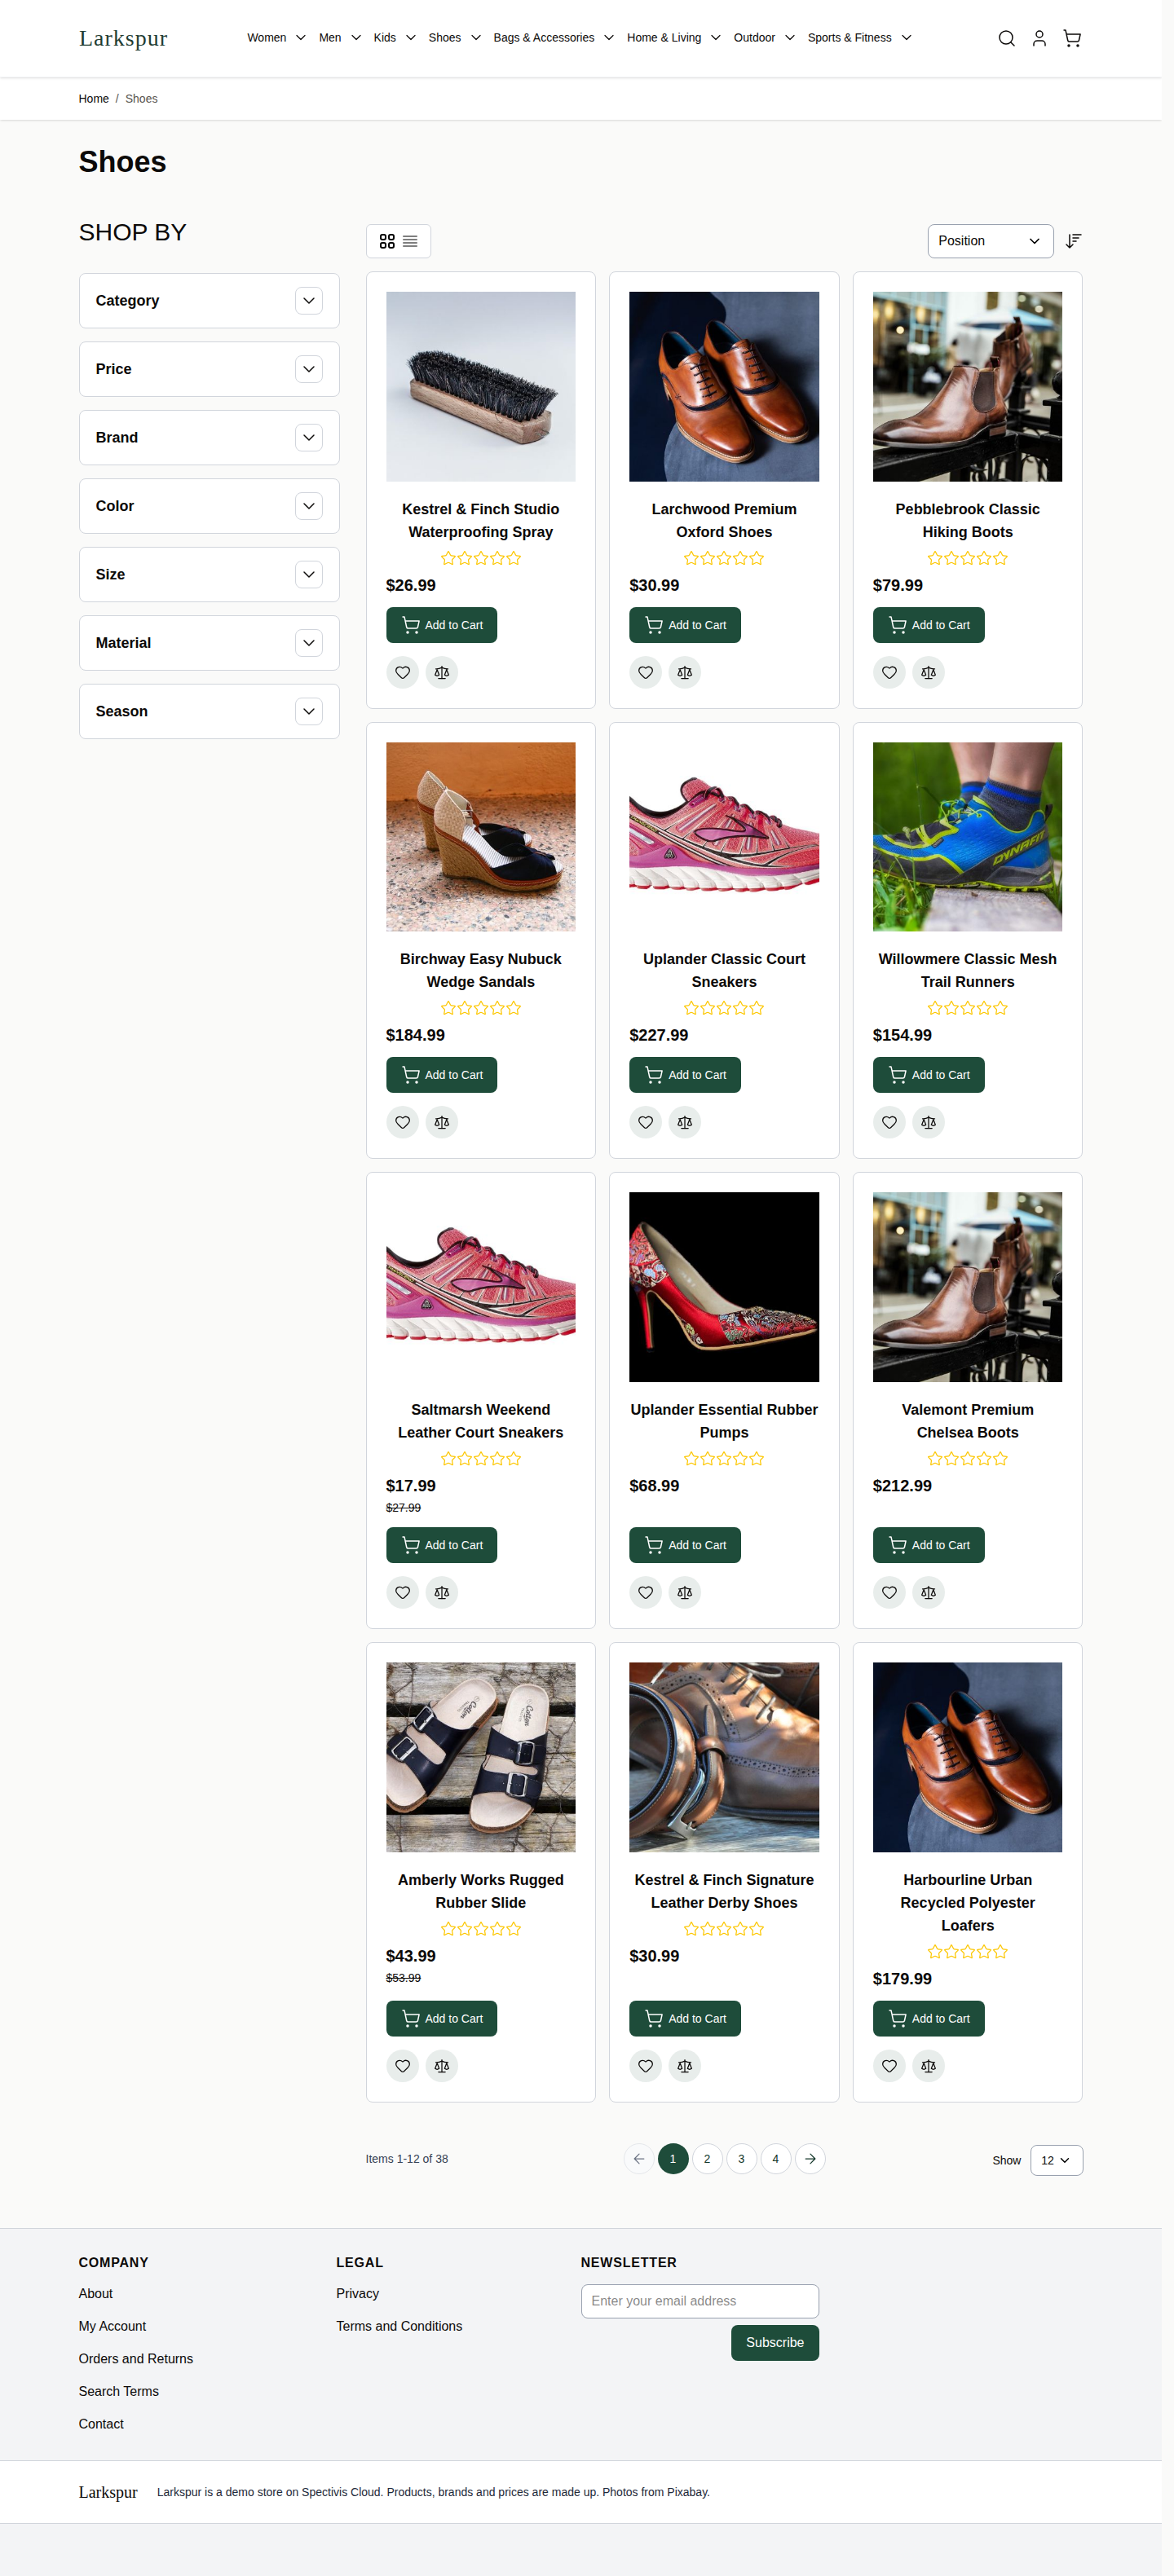 Larkspur
Women Men Kids Shoes Bags & Accessories Home & Living Outdoor Sports & Fitness
Home / Shoes
Shoes
SHOP BY
Position
Category
Price
Brand
Color
Size
Material
Season
Kestrel & Finch Studio
Waterproofing Spray
$26.99
Add to Cart
Larchwood Premium
Oxford Shoes
$30.99
Add to Cart
Pebblebrook Classic
Hiking Boots
$79.99
Add to Cart
Birchway Easy Nubuck
Wedge Sandals
$184.99
Add to Cart
Uplander Classic Court
Sneakers
$227.99
Add to Cart
DYNAFIT
Willowmere Classic Mesh
Trail Runners
$154.99
Add to Cart
Saltmarsh Weekend
Leather Court Sneakers
$17.99
$27.99
Add to Cart
Uplander Essential Rubber
Pumps
$68.99
Add to Cart
Valemont Premium
Chelsea Boots
$212.99
Add to Cart
Amberly Works Rugged
Rubber Slide
$43.99
$53.99
Add to Cart
Kestrel & Finch Signature
Leather Derby Shoes
$30.99
Add to Cart
Harbourline Urban
Recycled Polyester
Loafers
$179.99
Add to Cart
Items 1-12 of 38
1 2 3 4
Show 12
COMPANY
About
My Account
Orders and Returns
Search Terms
Contact
LEGAL
Privacy
Terms and Conditions
NEWSLETTER
Enter your email address
Subscribe
Larkspur
Larkspur is a demo store on Spectivis Cloud. Products, brands and prices are made up. Photos from Pixabay.